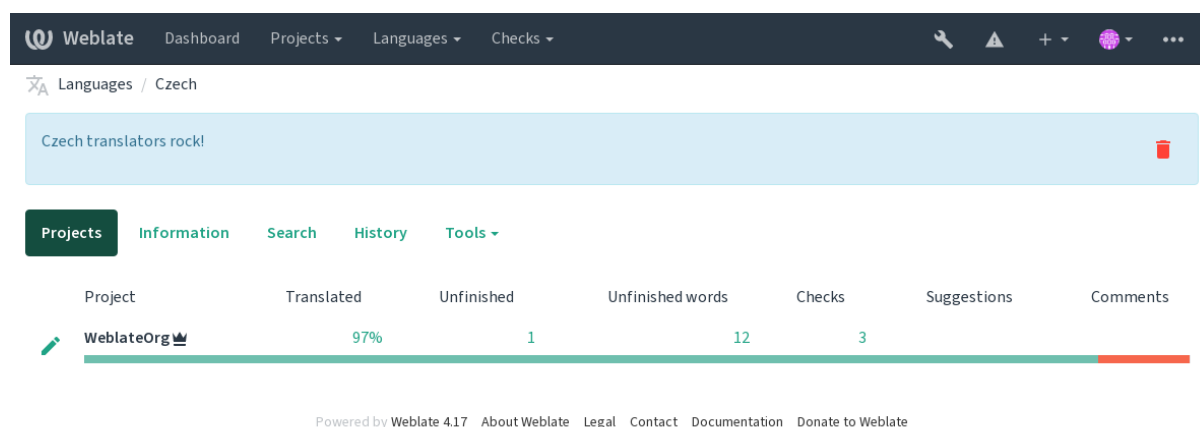 Weblate Dashboard Projects Languages Checks
Languages / Czech
Czech translators rock!
Projects Information Search History Tools
Project Translated Unfinished Unfinished words Checks Suggestions Comments
WeblateOrg 97% 1 12 3
Powered by Weblate 4.17 About Weblate Legal Contact Documentation Donate to Weblate